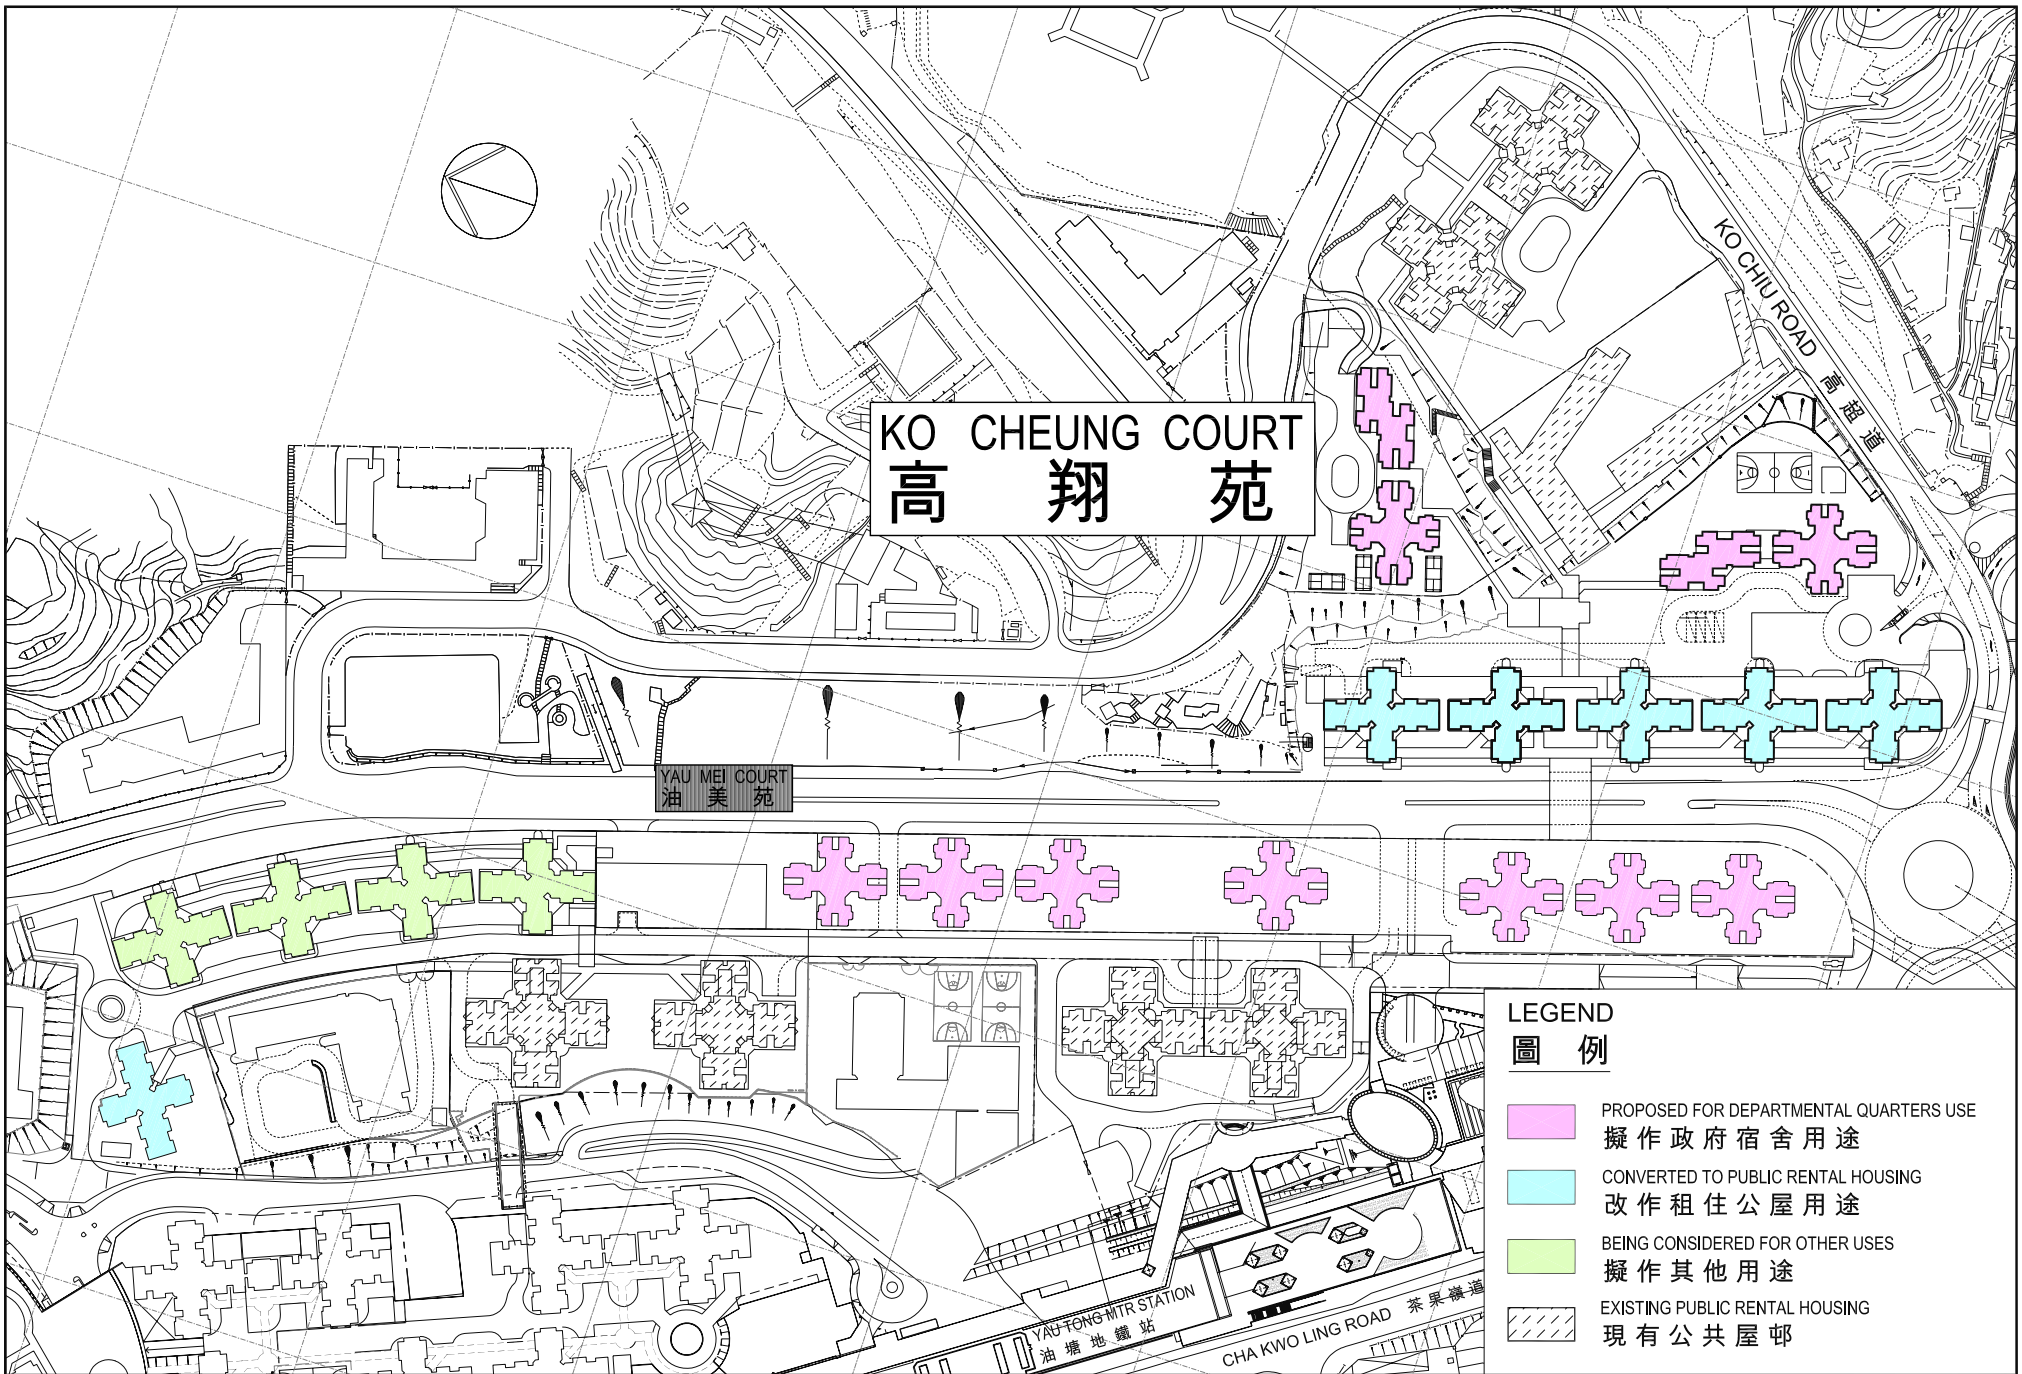 KO CHIU ROAD 高超道
KO CHEUNG COURT
高翔苑
YAU MEI COURT
油美苑
YAU TONG MTR STATION
油塘地鐵站
CHA KWO LING ROAD 茶果嶺道
LEGEND
圖例
PROPOSED FOR DEPARTMENTAL QUARTERS USE
擬作政府宿舍用途
CONVERTED TO PUBLIC RENTAL HOUSING
改作租住公屋用途
BEING CONSIDERED FOR OTHER USES
擬作其他用途
EXISTING PUBLIC RENTAL HOUSING
現有公共屋邨